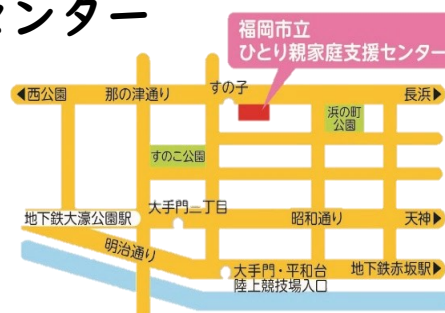 センター
福岡市立
ひとり親家庭支援センター
◀西公園
那の津通り
すの子
長浜▶
浜の町
公園
すのこ公園
大手門二丁目
地下鉄大濠公園駅
昭和通り
天神▶
明治通り
大手門・平和台
陸上競技場入口
地下鉄赤坂駅▶